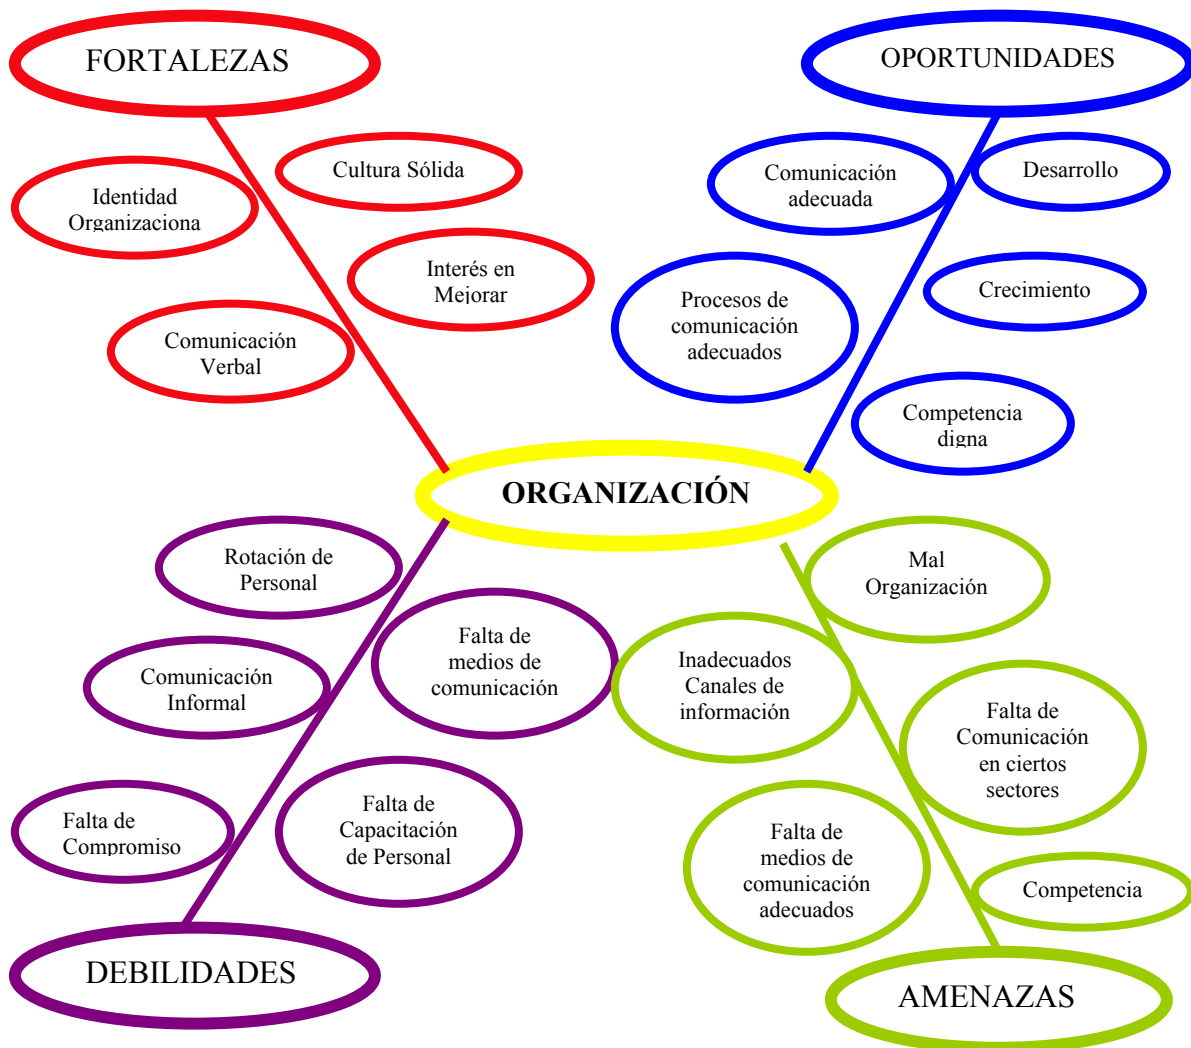 FORTALEZAS
OPORTUNIDADES
Cultura Sólida
Identidad
Organizaciona
Interés en
Mejorar
Comunicación
Verbal
Comunicación
adecuada
Desarrollo
Procesos de
comunicación
adecuados
Crecimiento
Competencia
digna
ORGANIZACIÓN
Rotación de
Personal
Falta de
medios de
comunicación
Comunicación
Informal
Falta de
Compromiso
Falta de
Capacitación
de Personal
DEBILIDADES
Mal
Organización
Inadecuados
Canales de
información
Falta de
Comunicación
en ciertos
sectores
Falta de
medios de
comunicación
adecuados
Competencia
AMENAZAS